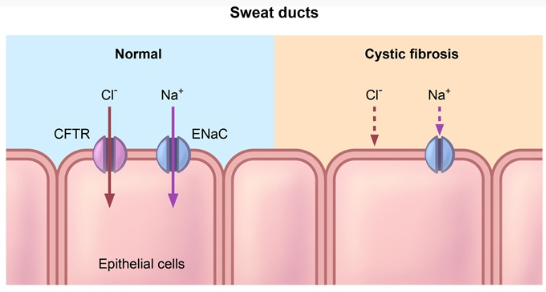 Sweat ducts
Normal
Cystic fibrosis
Cl⁻
Na⁺
Cl⁻
Na⁺
CFTR
ENaC
Epithelial cells